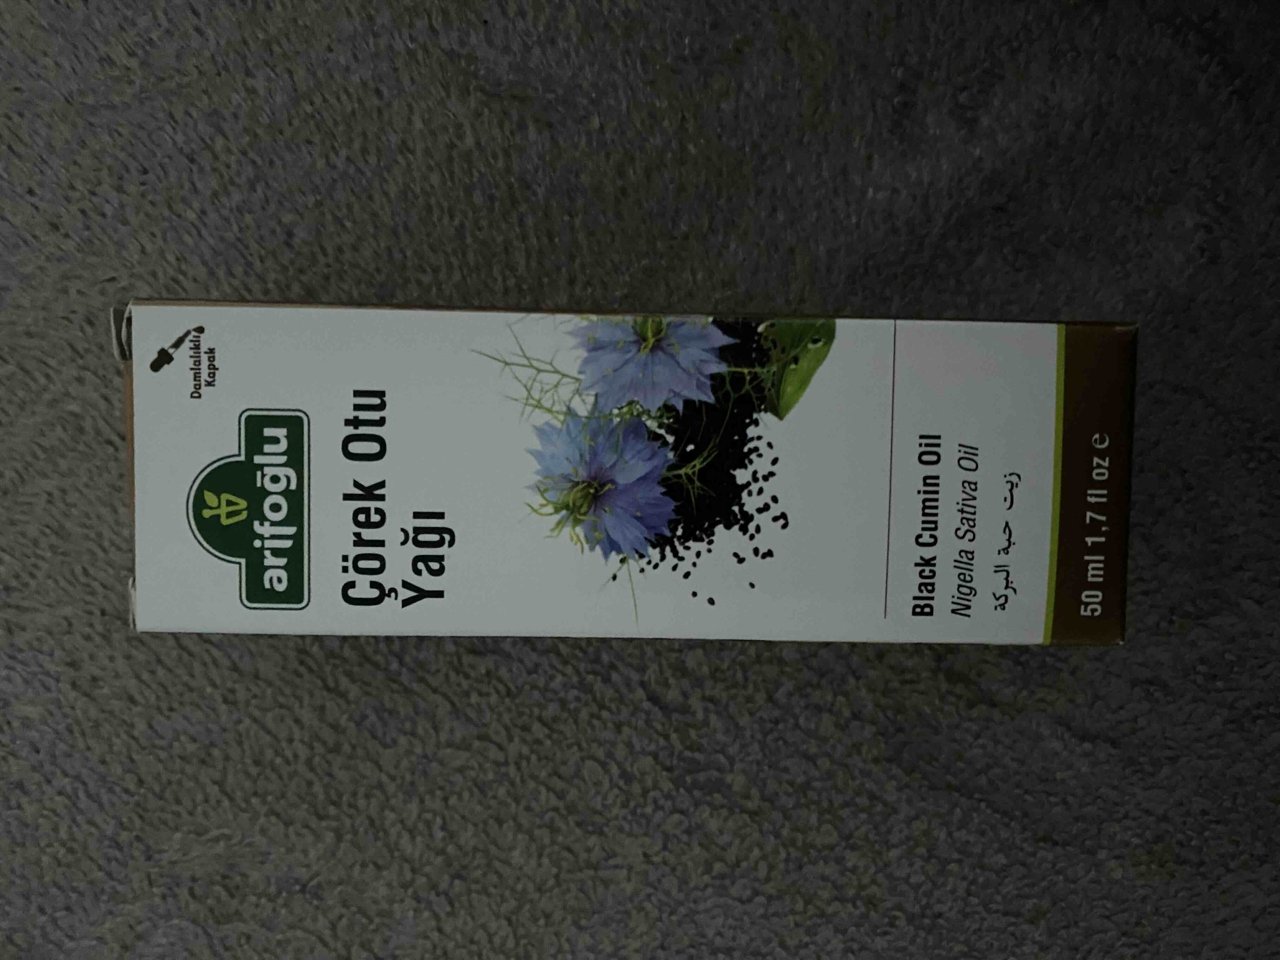 Damlalıklı
Kapak
arifoğlu
Çörek Otu
Yağı
Black Cumin Oil
Nigella Sativa Oil
زيت حبة البركة
50 ml 1,7 fl oz ℮